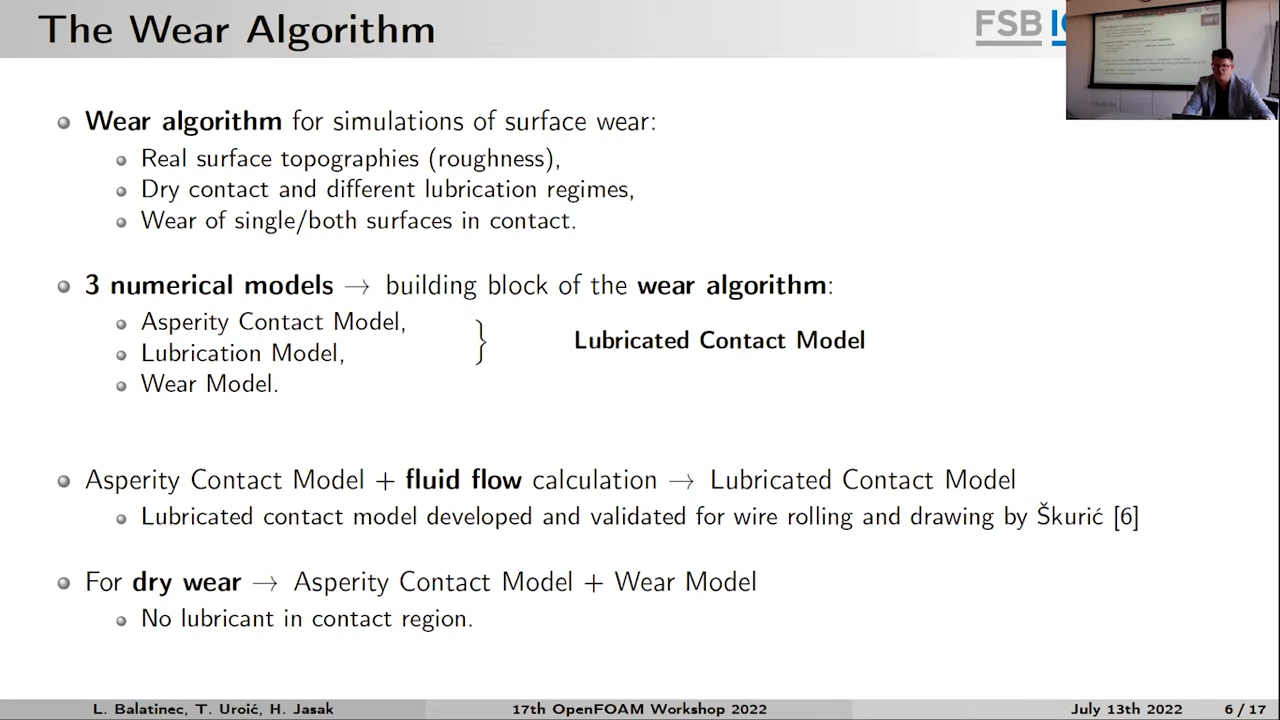 The Wear Algorithm
FSB
Wear algorithm for simulations of surface wear:
Real surface topographies (roughness),
Dry contact and different lubrication regimes,
Wear of single/both surfaces in contact.
3 numerical models → building block of the wear algorithm:
Asperity Contact Model,
Lubrication Model,
} Lubricated Contact Model
Wear Model.
Asperity Contact Model + fluid flow calculation → Lubricated Contact Model
Lubricated contact model developed and validated for wire rolling and drawing by Škurić [6]
For dry wear → Asperity Contact Model + Wear Model
No lubricant in contact region.
L. Balatinec, T. Uroić, H. Jasak 17th OpenFOAM Workshop 2022 July 13th 2022 6 / 17